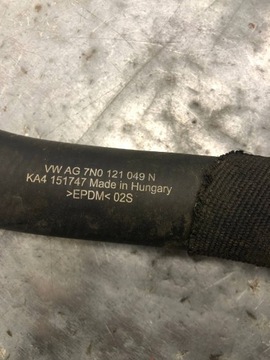 VW AG 7N0 121 049 N
KA4 151747 Made in Hungary
>EPDM< 02S